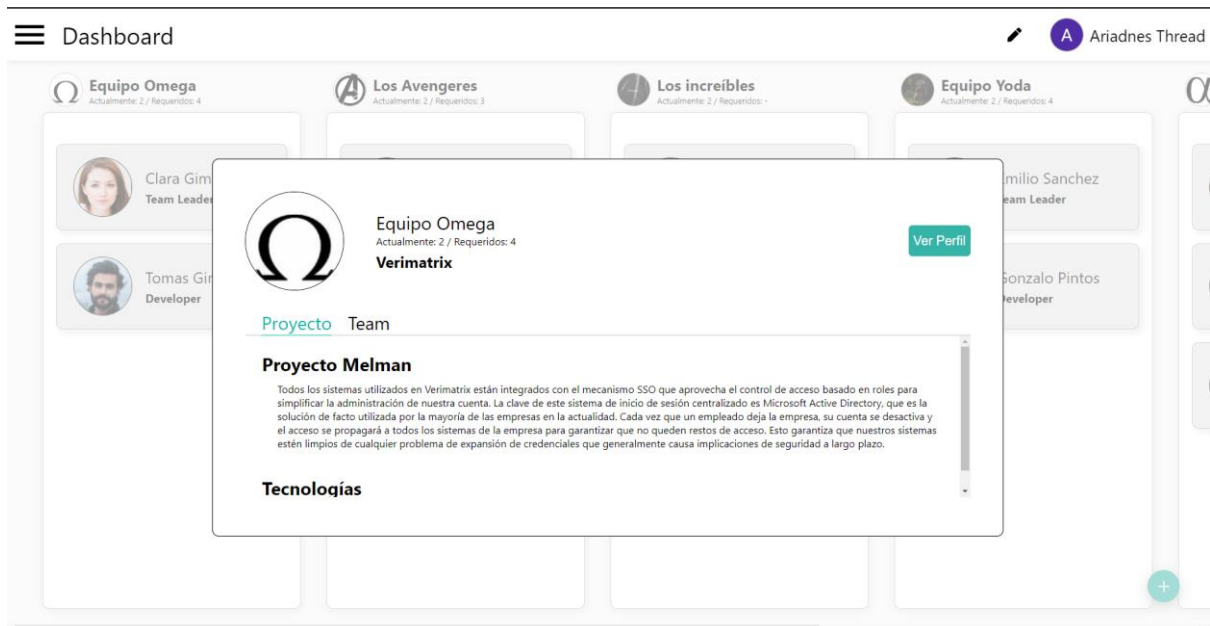 Dashboard
A Ariadnes Thread
Equipo Omega
Actualmente: 2 / Requeridos: 4
Los Avengeres
Actualmente: 2 / Requeridos: 3
Los increíbles
Actualmente: 2 / Requeridos: -
Equipo Yoda
Actualmente: 2 / Requeridos: 4
Clara Gim
Team Leader
Tomas Gir
Developer
milio Sanchez
eam Leader
Gonzalo Pintos
Developer
Equipo Omega
Actualmente: 2 / Requeridos: 4
Verimatrix
Ver Perfil
Proyecto Team
Proyecto Melman
Todos los sistemas utilizados en Verimatrix están integrados con el mecanismo SSO que aprovecha el control de acceso basado en roles para
simplificar la administración de nuestra cuenta. La clave de este sistema de inicio de sesión centralizado es Microsoft Active Directory, que es la
solución de facto utilizada por la mayoría de las empresas en la actualidad. Cada vez que un empleado deja la empresa, su cuenta se desactiva y
el acceso se propagará a todos los sistemas de la empresa para garantizar que no queden restos de acceso. Esto garantiza que nuestros sistemas
estén limpios de cualquier problema de expansión de credenciales que generalmente causa implicaciones de seguridad a largo plazo.
Tecnologías